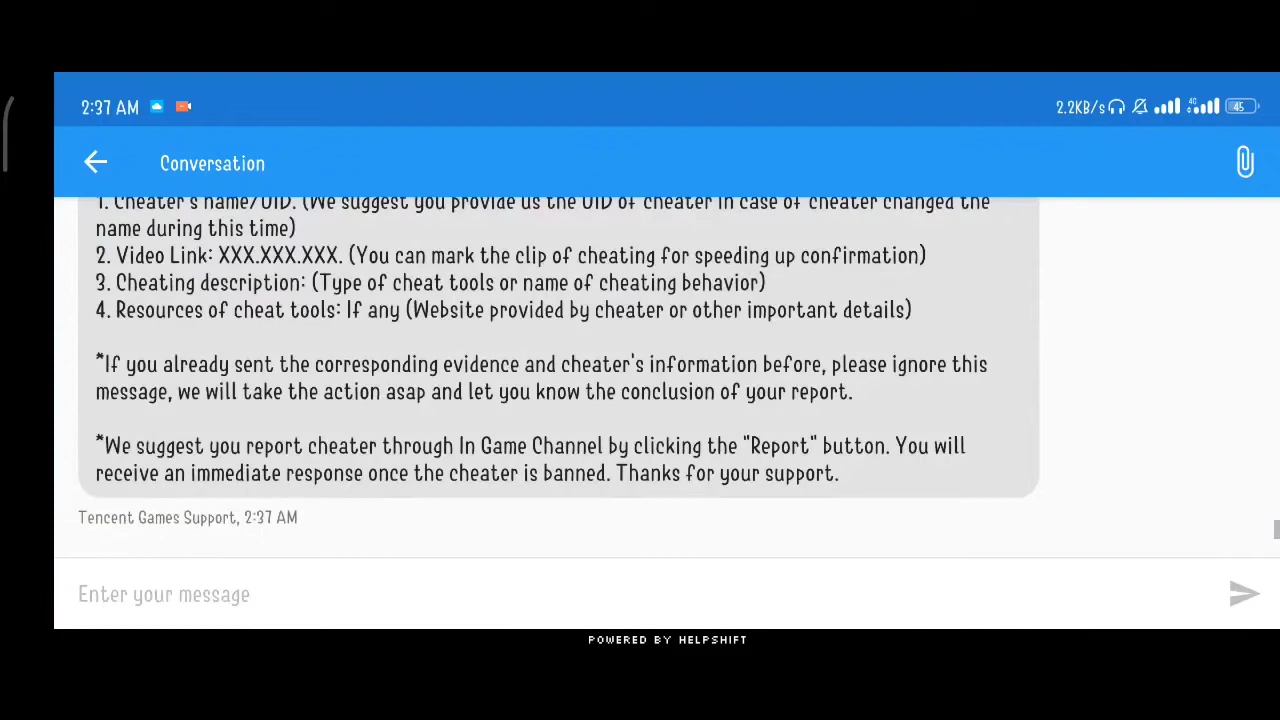 2:37 AM 2.2KB/s 4G 45
Conversation
1. Cheater's name/UID. (We suggest you provide us the UID of cheater in case of cheater changed the
name during this time)
2. Video Link: XXX.XXX.XXX. (You can mark the clip of cheating for speeding up confirmation)
3. Cheating description: (Type of cheat tools or name of cheating behavior)
4. Resources of cheat tools: If any (Website provided by cheater or other important details)
*If you already sent the corresponding evidence and cheater's information before, please ignore this
message, we will take the action asap and let you know the conclusion of your report.
*We suggest you report cheater through In Game Channel by clicking the "Report" button. You will
receive an immediate response once the cheater is banned. Thanks for your support.
Tencent Games Support, 2:37 AM
Enter your message
POWERED BY HELPSHIFT